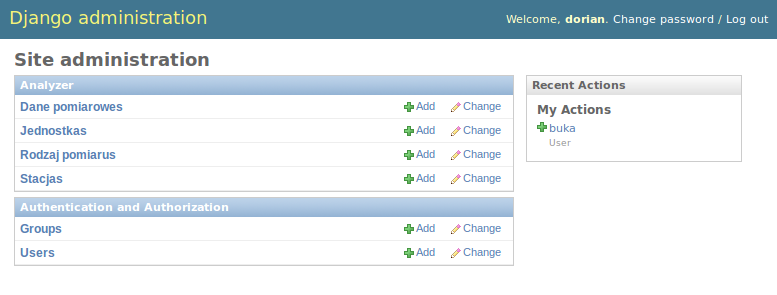 Django administration
Welcome, dorian. Change password / Log out
Site administration
Analyzer
Dane pomiarowes Add Change
Jednostkas Add Change
Rodzaj pomiarus Add Change
Stacjas Add Change
Authentication and Authorization
Groups Add Change
Users Add Change
Recent Actions
My Actions
buka
User